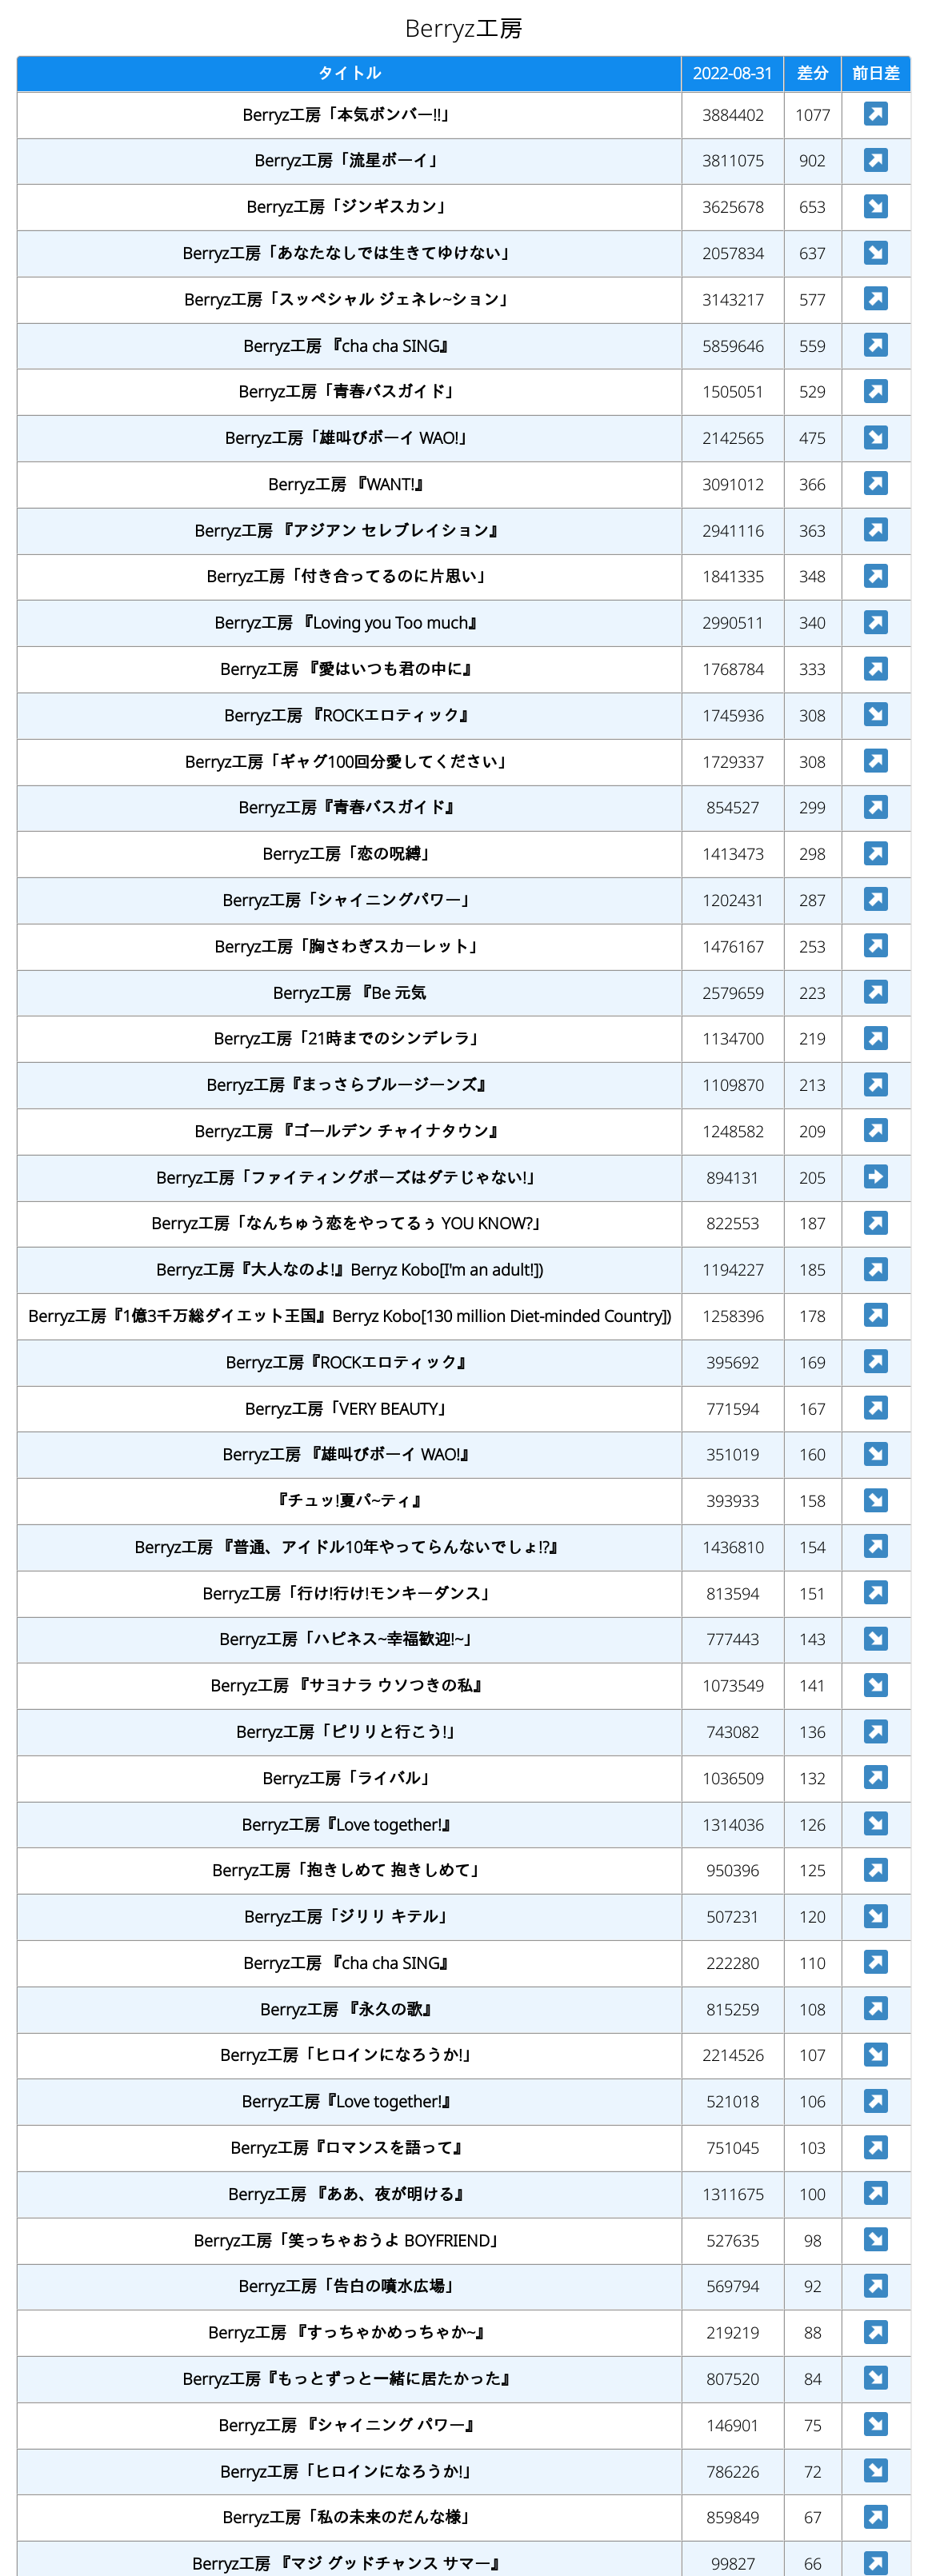 Berryz工房
タイトル 2022-08-31 差分 前日差
Berryz工房「本気ボンバー!!」 3884402 1077
Berryz工房「流星ボーイ」 3811075 902
Berryz工房「ジンギスカン」 3625678 653
Berryz工房「あなたなしでは生きてゆけない」 2057834 637
Berryz工房「スッペシャル ジェネレ~ション」 3143217 577
Berryz工房 『cha cha SING』 5859646 559
Berryz工房「青春バスガイド」 1505051 529
Berryz工房「雄叫びボーイ WAO!」 2142565 475
Berryz工房 『WANT!』 3091012 366
Berryz工房 『アジアン セレブレイション』 2941116 363
Berryz工房「付き合ってるのに片思い」 1841335 348
Berryz工房 『Loving you Too much』 2990511 340
Berryz工房 『愛はいつも君の中に』 1768784 333
Berryz工房 『ROCKエロティック』 1745936 308
Berryz工房「ギャグ100回分愛してください」 1729337 308
Berryz工房『青春バスガイド』 854527 299
Berryz工房「恋の呪縛」 1413473 298
Berryz工房「シャイニングパワー」 1202431 287
Berryz工房「胸さわぎスカーレット」 1476167 253
Berryz工房 『Be 元気 2579659 223
Berryz工房「21時までのシンデレラ」 1134700 219
Berryz工房『まっさらブルージーンズ』 1109870 213
Berryz工房 『ゴールデン チャイナタウン』 1248582 209
Berryz工房「ファイティングポーズはダテじゃない!」 894131 205
Berryz工房「なんちゅう恋をやってるぅ YOU KNOW?」 822553 187
Berryz工房『大人なのよ!』Berryz Kobo[I'm an adult!]) 1194227 185
Berryz工房『1億3千万総ダイエット王国』Berryz Kobo[130 million Diet-minded Country]) 1258396 178
Berryz工房『ROCKエロティック』 395692 169
Berryz工房「VERY BEAUTY」 771594 167
Berryz工房 『雄叫びボーイ WAO!』 351019 160
『チュッ!夏パ~ティ』 393933 158
Berryz工房 『普通、アイドル10年やってらんないでしょ!?』 1436810 154
Berryz工房「行け!行け!モンキーダンス」 813594 151
Berryz工房「ハピネス~幸福歓迎!~」 777443 143
Berryz工房 『サヨナラ ウソつきの私』 1073549 141
Berryz工房「ピリリと行こう!」 743082 136
Berryz工房「ライバル」 1036509 132
Berryz工房『Love together!』 1314036 126
Berryz工房「抱きしめて 抱きしめて」 950396 125
Berryz工房「ジリリ キテル」 507231 120
Berryz工房 『cha cha SING』 222280 110
Berryz工房 『永久の歌』 815259 108
Berryz工房「ヒロインになろうか!」 2214526 107
Berryz工房『Love together!』 521018 106
Berryz工房『ロマンスを語って』 751045 103
Berryz工房 『ああ、夜が明ける』 1311675 100
Berryz工房「笑っちゃおうよ BOYFRIEND」 527635 98
Berryz工房「告白の噴水広場」 569794 92
Berryz工房 『すっちゃかめっちゃか~』 219219 88
Berryz工房『もっとずっと一緒に居たかった』 807520 84
Berryz工房 『シャイニング パワー』 146901 75
Berryz工房「ヒロインになろうか!」 786226 72
Berryz工房「私の未来のだんな様」 859849 67
Berryz工房 『マジ グッドチャンス サマー』 99827 66